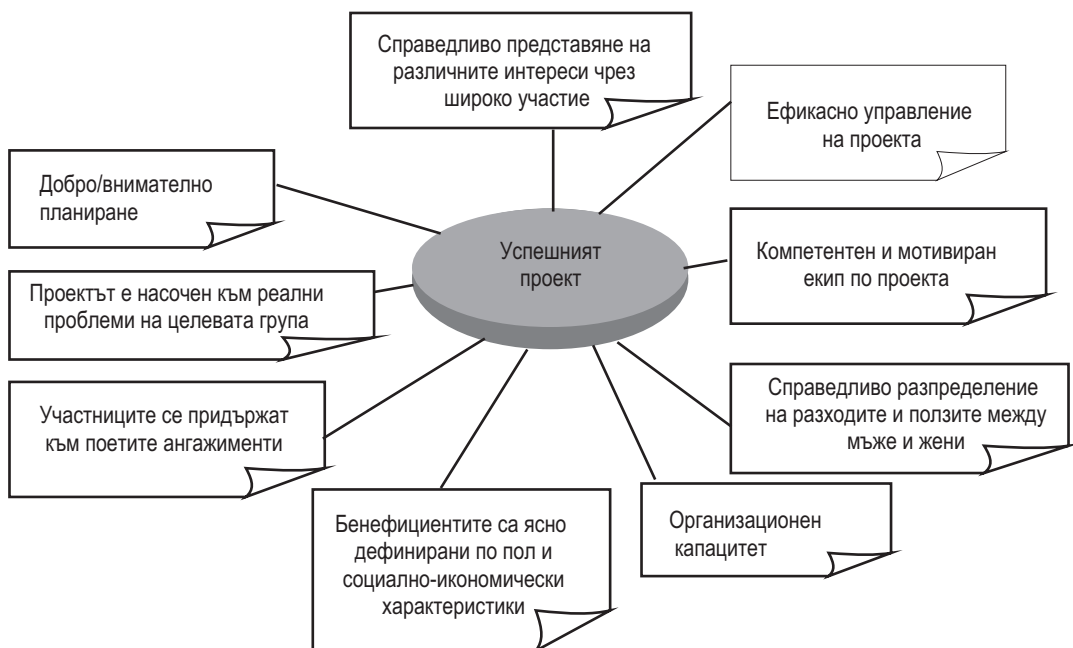 Справедливо представяне на
различните интереси чрез
широко участие
Ефикасно управление
на проекта
Добро/внимателно
планиране
Успешният
проект
Компетентен и мотивиран
екип по проекта
Проектът е насочен към реални
проблеми на целевата група
Участниците се придържат
към поетите ангажименти
Справедливо разпределение
на разходите и ползите между
мъже и жени
Бенефициентите са ясно
дефинирани по пол и
социално-икономически
характеристики
Организационен
капацитет